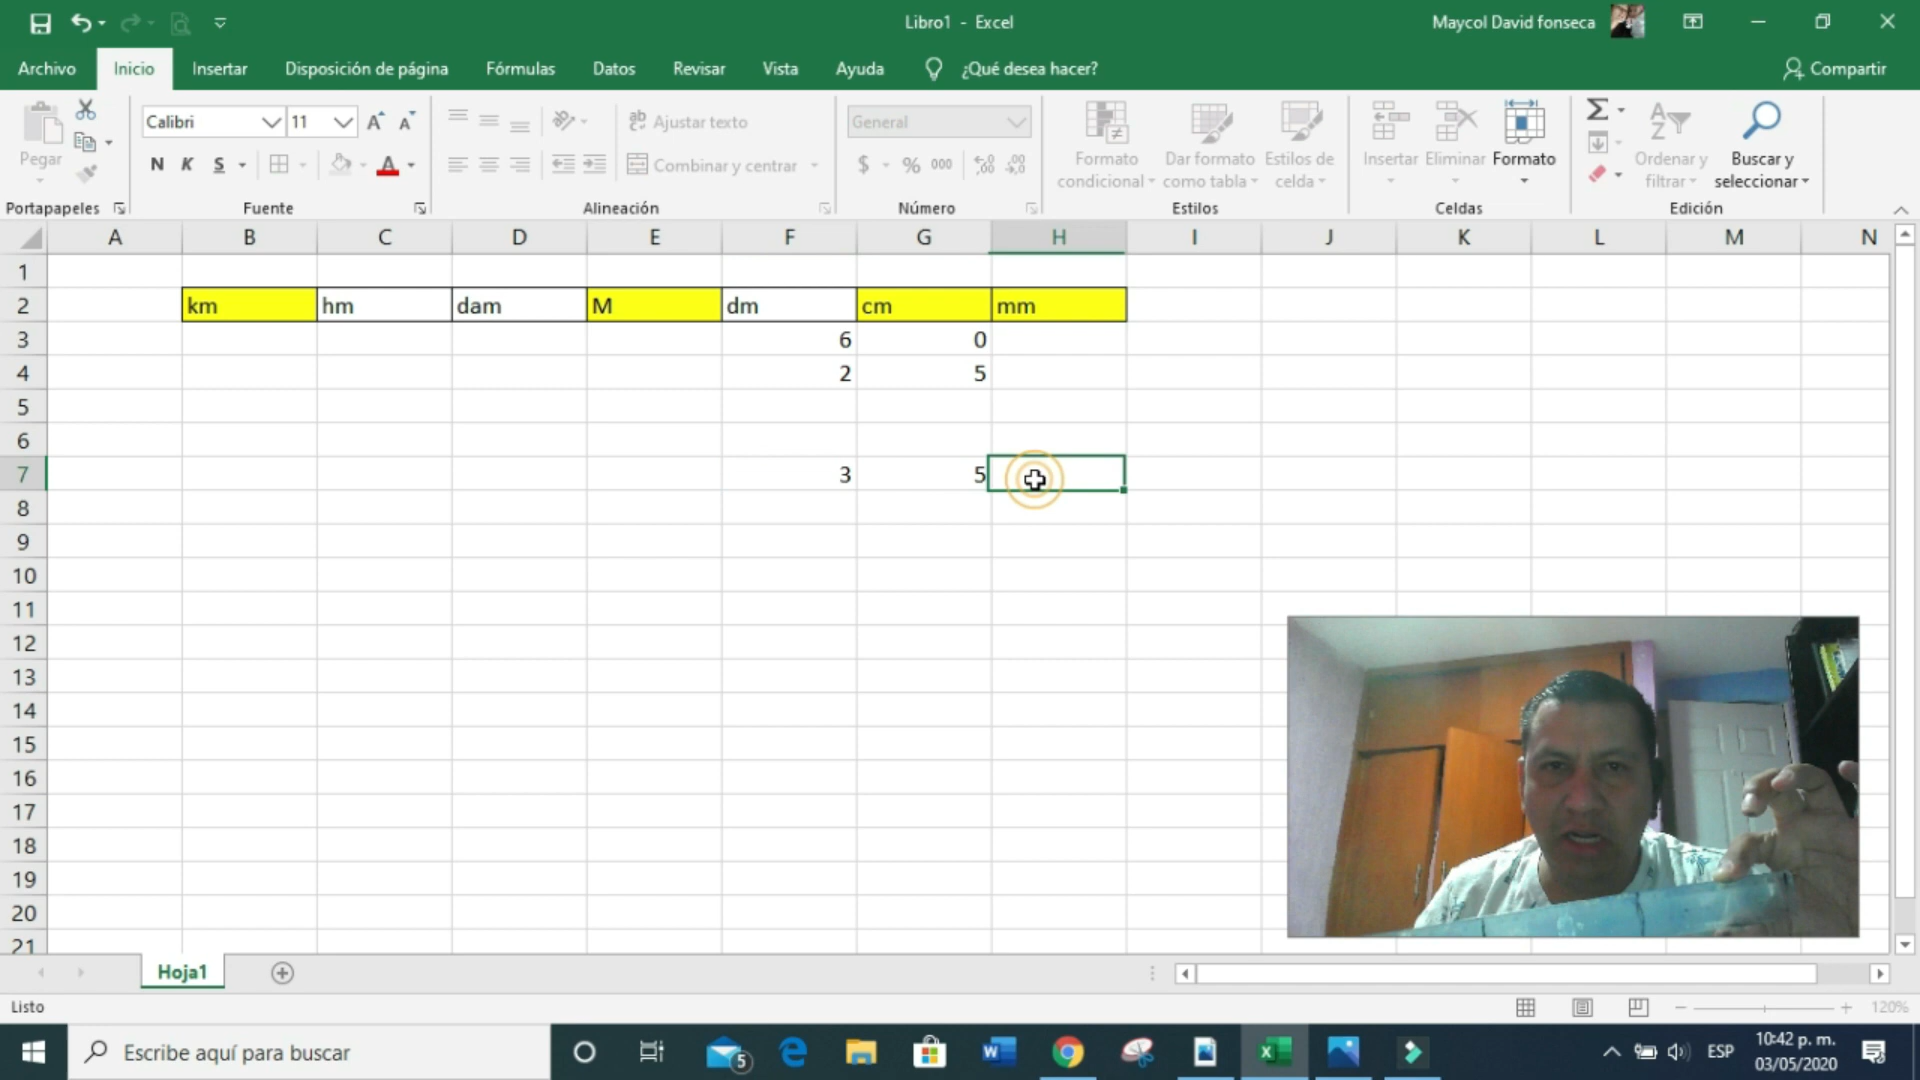 Libro1 - Excel
Maycol David fonseca
Archivo Inicio Insertar Disposición de página Fórmulas Datos Revisar Vista Ayuda ¿Qué desea hacer? Compartir
Pegar
Calibri 11
N K S A
Ajustar texto
Combinar y centrar
General
$ % 000
Formato condicional
Dar formato como tabla
Estilos de celda
Insertar Eliminar Formato
Ordenar y filtrar
Buscar y seleccionar
Portapapeles Fuente Alineación Número Estilos Celdas Edición
A B C D E F G H I J K L M N
1
2 km hm dam M dm cm mm
3 6 0
4 2 5
5
6
7 3 5
8
9
10
11
12
13
14
15
16
17
18
19
20
21
Hoja1
Listo
120%
Escribe aquí para buscar
5
ESP
10:42 p. m.
03/05/2020